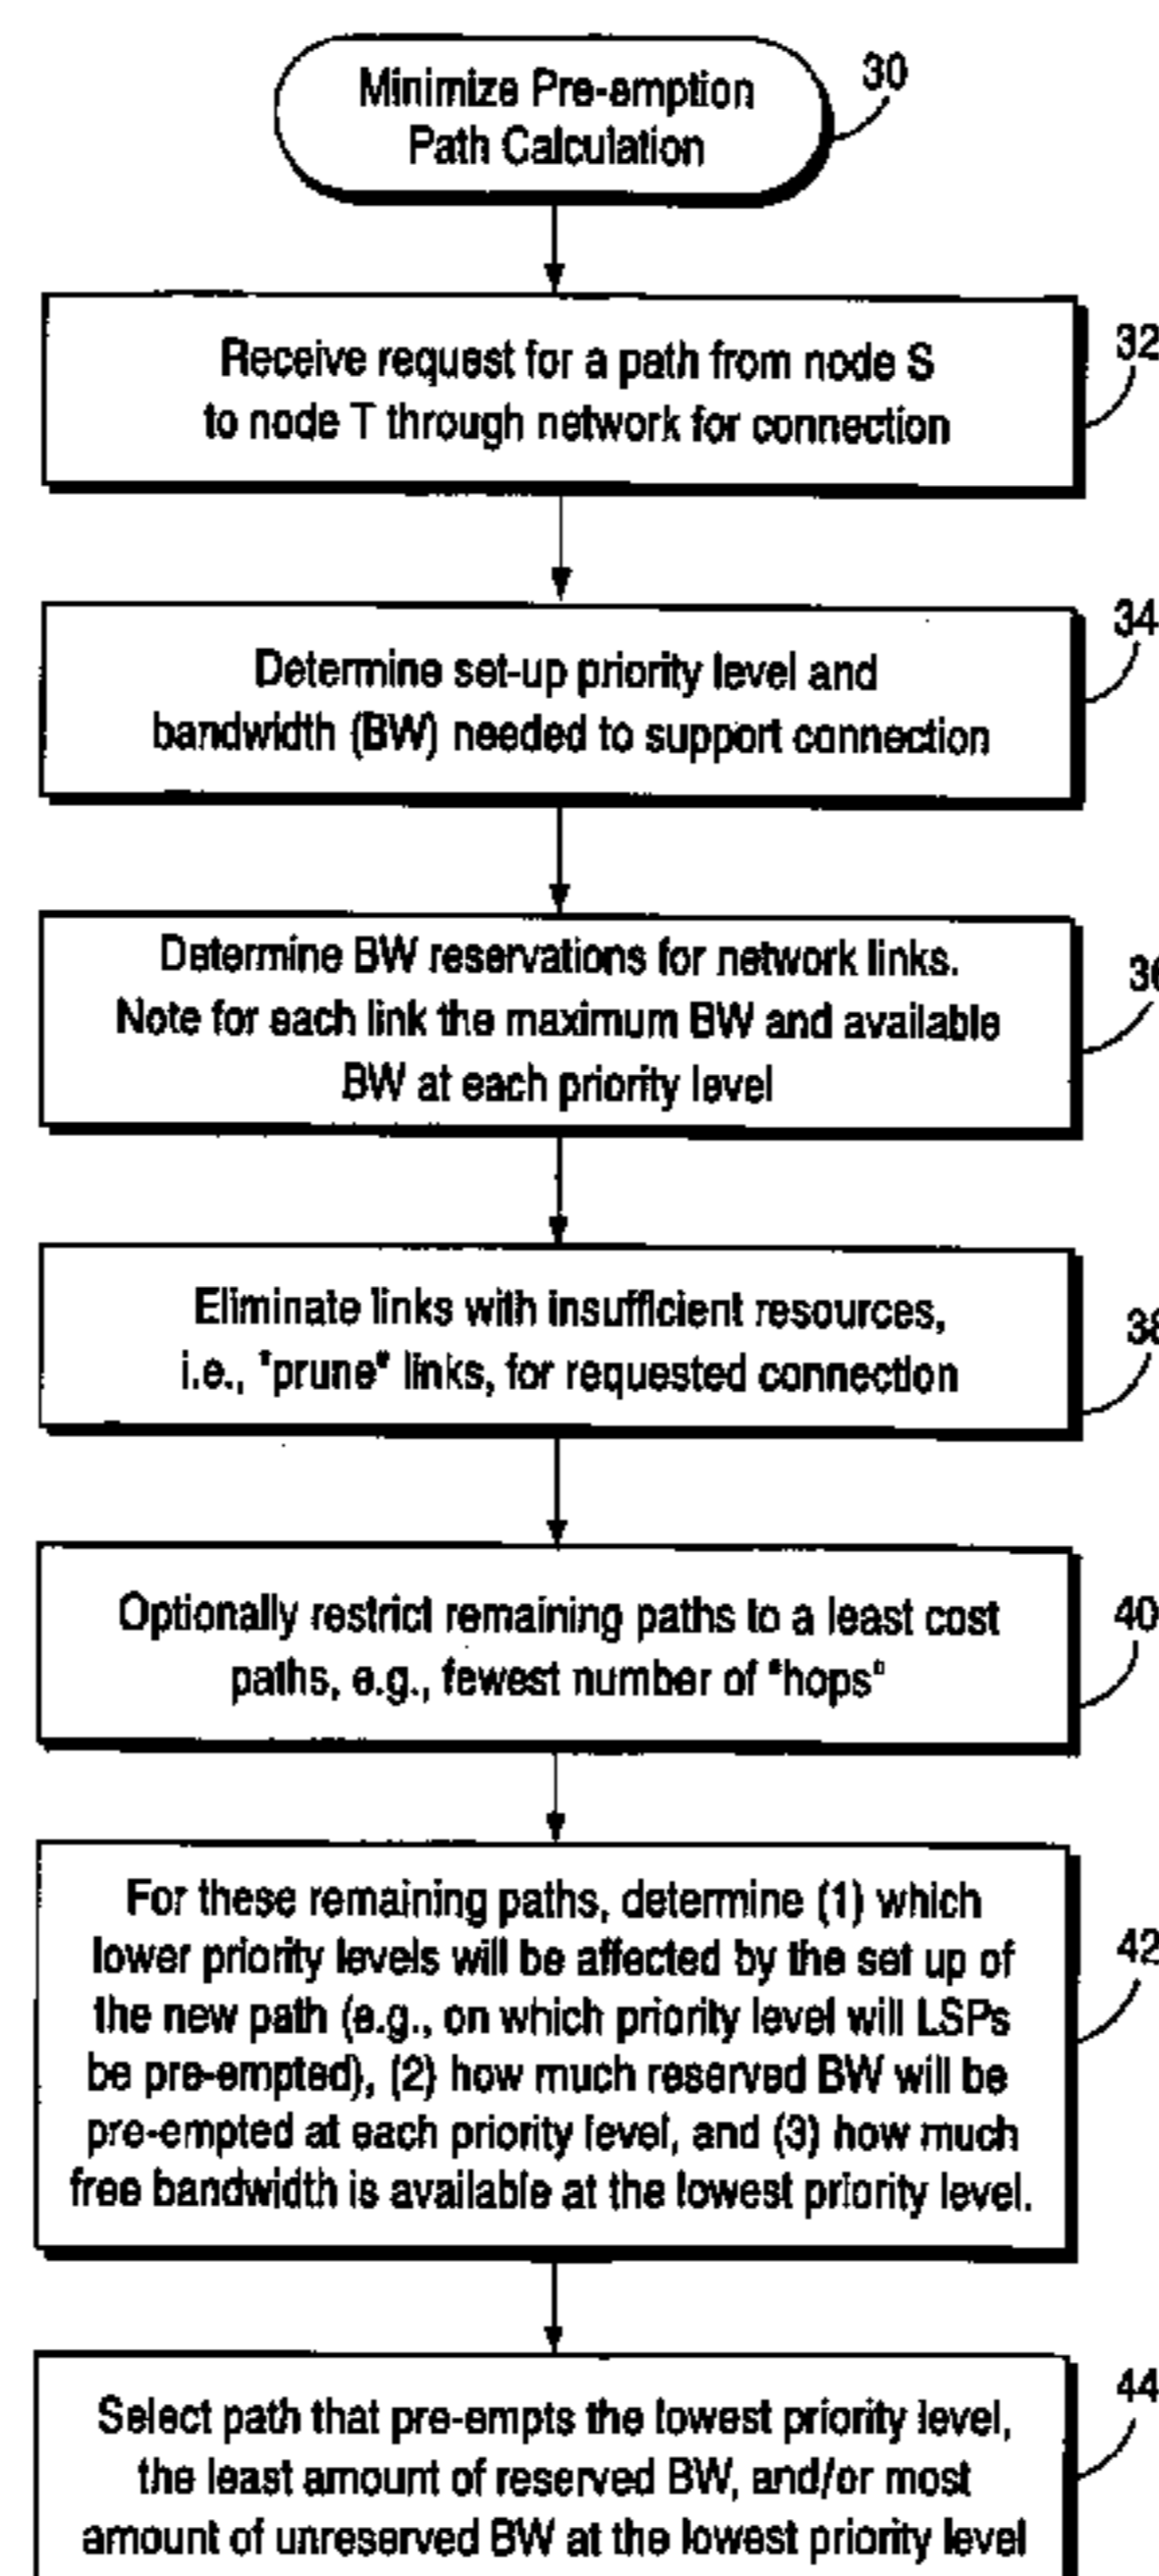 Minimize Pre-emption
Path Calculation
30
Receive request for a path from node S
to node T through network for connection
32
Determine set-up priority level and
bandwidth (BW) needed to support connection
34
Determine BW reservations for network links.
Note for each link the maximum BW and available
BW at each priority level
36
Eliminate links with insufficient resources,
i.e., "prune" links, for requested connection
38
Optionally restrict remaining paths to a least cost
paths, e.g., fewest number of "hops"
40
For these remaining paths, determine (1) which
lower priority levels will be affected by the set up of
the new path (e.g., on which priority level will LSPs
be pre-empted), (2) how much reserved BW will be
pre-empted at each priority level, and (3) how much
free bandwidth is available at the lowest priority level.
42
Select path that pre-empts the lowest priority level,
the least amount of reserved BW, and/or most
amount of unreserved BW at the lowest priority level
44